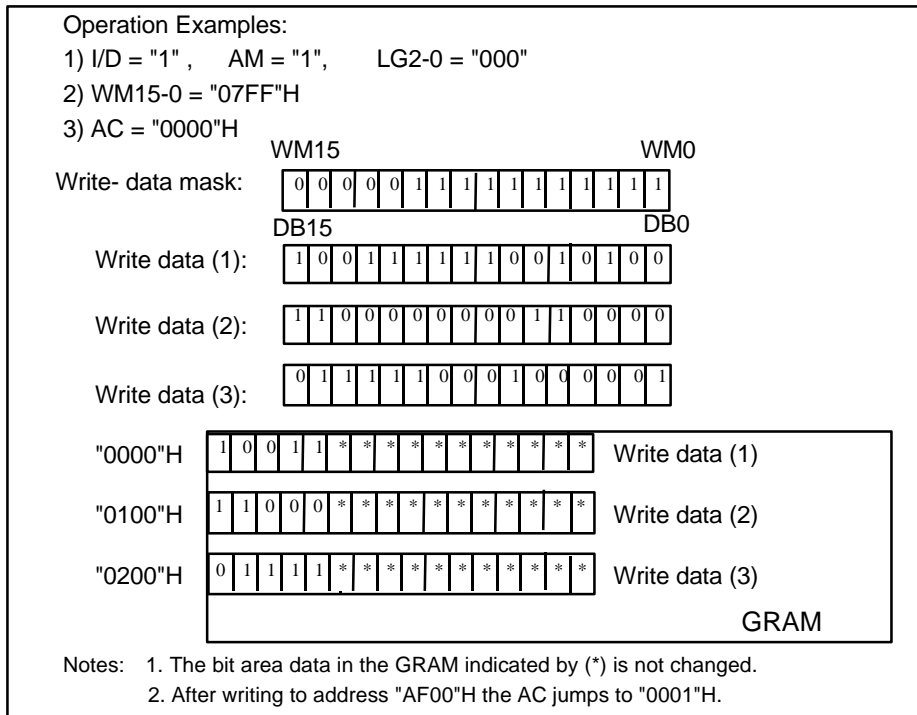 Operation Examples:
1) I/D = "1" , AM = "1", LG2-0 = "000"
2) WM15-0 = "07FF"H
3) AC = "0000"H
WM15 WM0
Write- data mask: 0 0 0 0 0 1 1 1 1 1 1 1 1 1 1 1
DB15 DB0
Write data (1): 1 0 0 1 1 1 1 1 1 0 0 1 0 1 0 0
Write data (2): 1 1 0 0 0 0 0 0 0 0 1 1 0 0 0 0
Write data (3): 0 1 1 1 1 1 0 0 0 1 0 0 0 0 0 1
"0000"H 1 0 0 1 1 * * * * * * * * * * * Write data (1)
"0100"H 1 1 0 0 0 * * * * * * * * * * * Write data (2)
"0200"H 0 1 1 1 1 * * * * * * * * * * * Write data (3)
GRAM
Notes: 1. The bit area data in the GRAM indicated by (*) is not changed.
2. After writing to address "AF00"H the AC jumps to "0001"H.